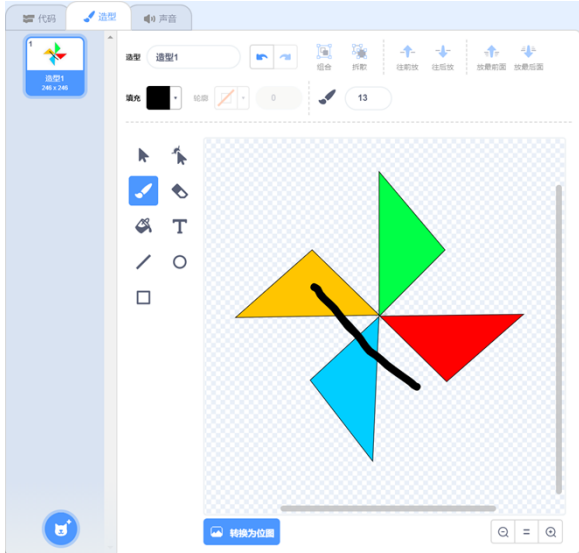 代码 造型 声音
1
造型1
246 x 246
造型 造型1 组合 拆散 往前放 往后放 放最前面 放最后面
填充 轮廓 0 13
T
转换为位图